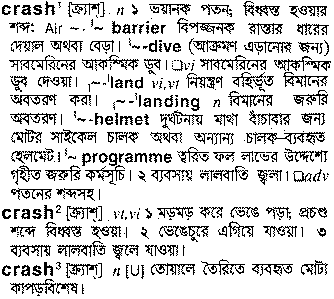 crash¹ [ক্র্যাশ্] n ১ ভয়ানক পতন; বিধ্বস্ত হওয়ার
শব্দ: Air ~. '~ barrier বিপজ্জনক রাস্তার ধারের
দেয়াল অথবা বেড়া। '~-dive (আক্রমণ এড়ানোর জন্য)
সাবমেরিনের আকস্মিক ডুব। □vi সাবমেরিনের আকস্মিক
ডুব দেওয়া। ,~-'land vi,vt নিয়ন্ত্রণ বহির্ভূত বিমানের
অবতরণ করা। ,~-'landing n বিমানের জরুরি
অবতরণ। '~-helmet দুর্ঘটনায় মাথা বাঁচাবার জন্য
মোটর সাইকেল চালক অথবা অন্যান্য চালক-ব্যবহৃত
হেলমেট। '~ programme ত্বরিত ফল লাভের উদ্দেশ্যে
গৃহীত জরুরি কর্মসূচি। ২ ব্যবসায় লালবাতি জ্বলা। □adv
পতনের শব্দসহ।
crash² [ক্র্যাশ্] vt,vi ১ মড়মড় করে ভেঙে পড়া; প্রচণ্ড
শব্দে বিধ্বস্ত হওয়া। ২ ভেঙেচুরে এগিয়ে যাওয়া। ৩
ব্যবসায় লালবাতি জ্বলে যাওয়া।
crash³ [ক্র্যাশ্] n [U] তোয়ালে তৈরিতে ব্যবহৃত মোটা
কাপড়বিশেষ।